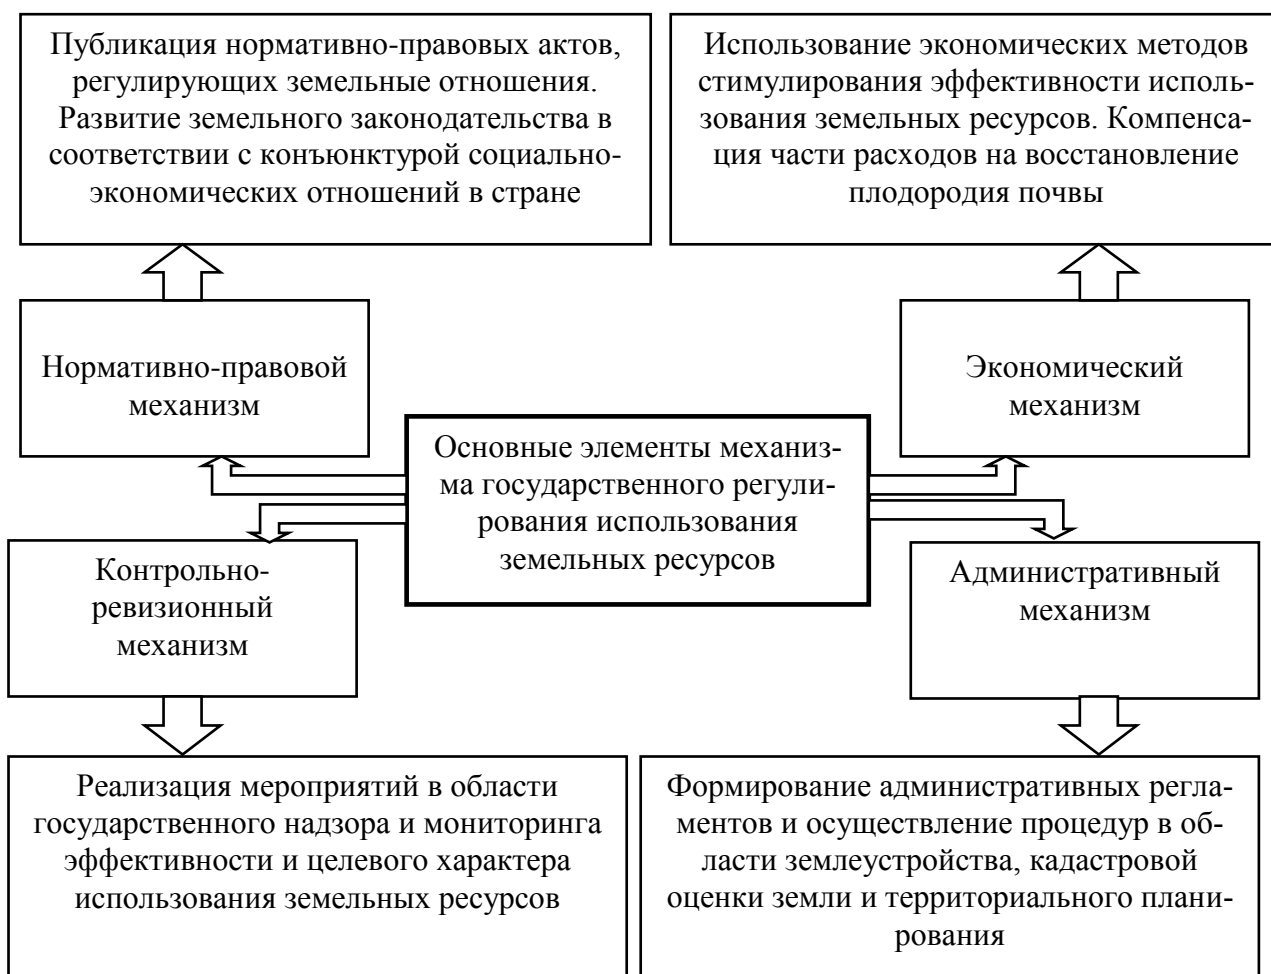 Публикация нормативно-правовых актов,
регулирующих земельные отношения.
Развитие земельного законодательства в
соответствии с конъюнктурой социально-
экономических отношений в стране
Использование экономических методов
стимулирования эффективности исполь-
зования земельных ресурсов. Компенса-
ция части расходов на восстановление
плодородия почвы
Нормативно-правовой
механизм
Экономический
механизм
Основные элементы механиз-
ма государственного регули-
рования использования
земельных ресурсов
Контрольно-
ревизионный
механизм
Административный
механизм
Реализация мероприятий в области
государственного надзора и мониторинга
эффективности и целевого характера
использования земельных ресурсов
Формирование административных регла-
ментов и осуществление процедур в об-
ласти землеустройства, кадастровой
оценки земли и территориального плани-
рования